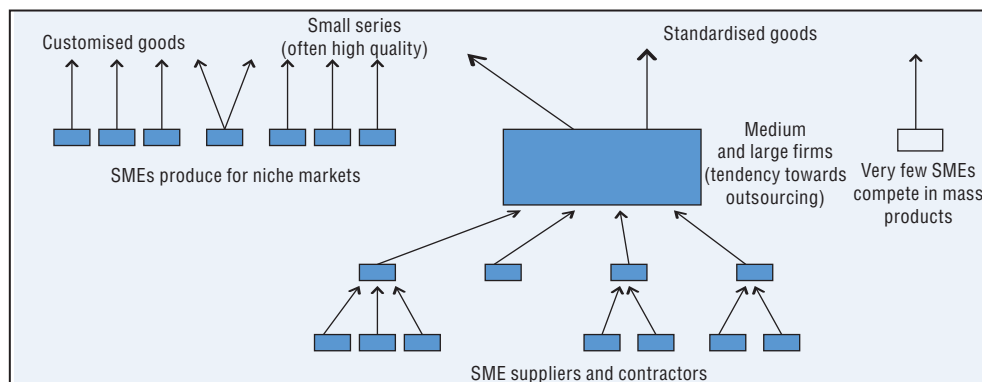 Customised goods
Small series
(often high quality)
Standardised goods
SMEs produce for niche markets
Medium
and large firms
(tendency towards
outsourcing)
Very few SMEs
compete in mass
products
SME suppliers and contractors